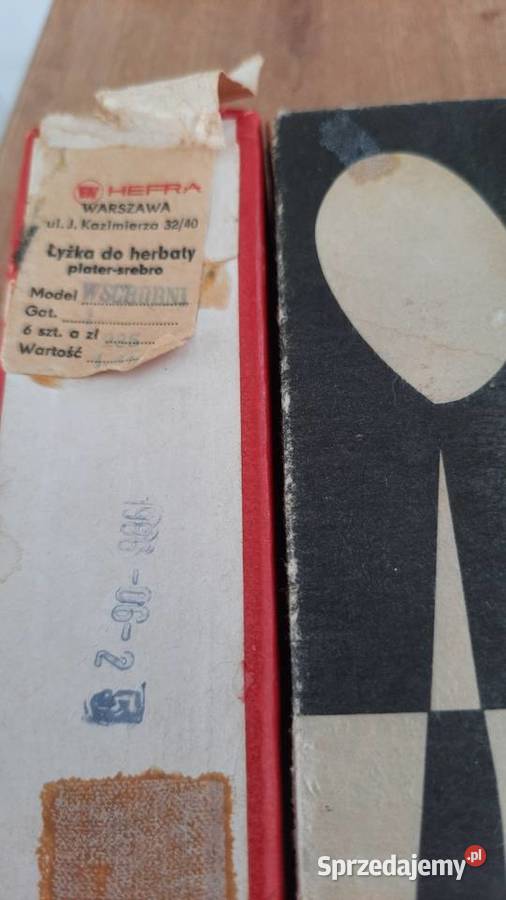 HEFRA
WARSZAWA
ul. J. Kazimierza 32/40
Łyżka do herbaty
plater-srebro
Model
Gat.
6 szt. a zł
Wartość
Sprzedajemy.pl